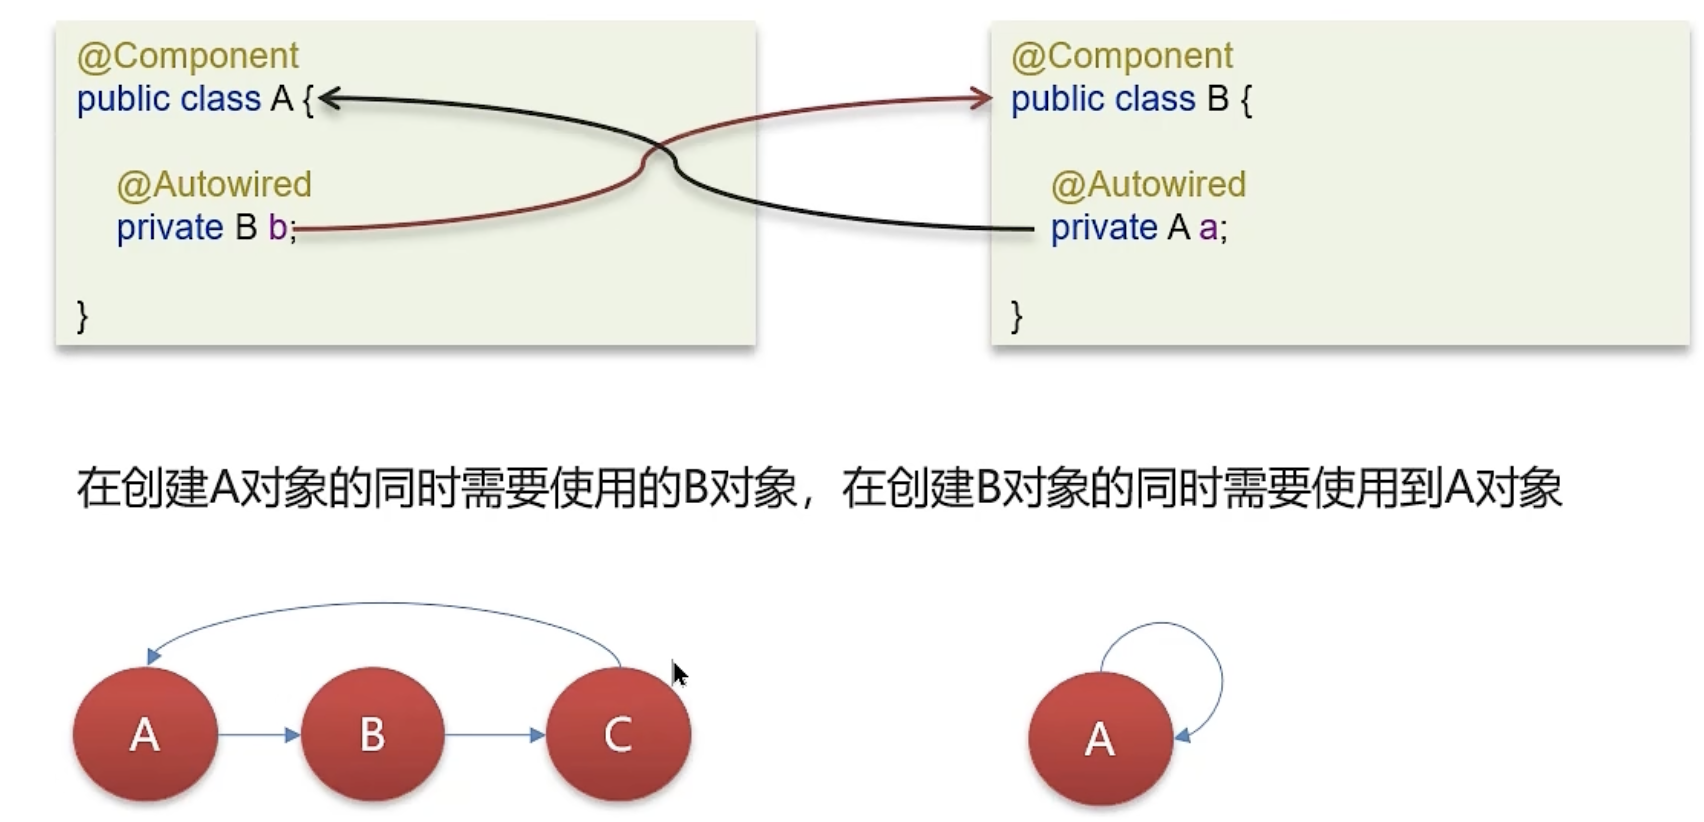 @Component
public class A {
@Autowired
private B b;
}
@Component
public class B {
@Autowired
private A a;
}
在创建A对象的同时需要使用的B对象，在创建B对象的同时需要使用到A对象
A
B
C
A